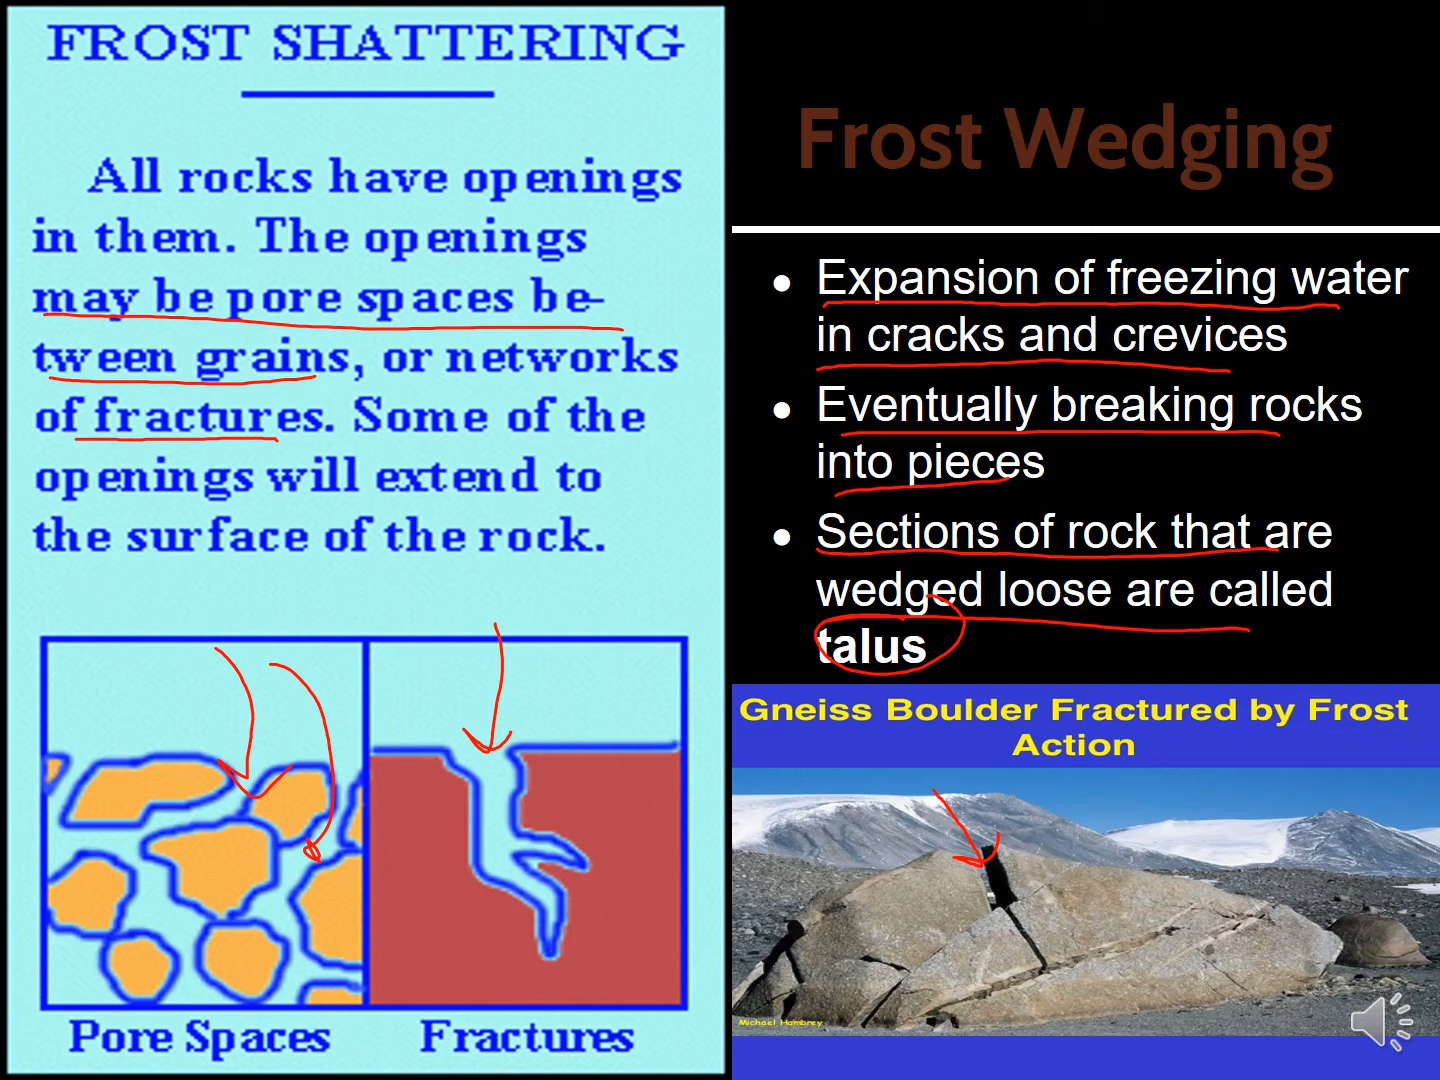 FROST SHATTERING
All rocks have openings
in them. The openings
may be pore spaces be-
tween grains, or networks
of fractures. Some of the
openings will extend to
the surface of the rock.
Pore Spaces
Fractures
Frost Wedging
Expansion of freezing water
in cracks and crevices
Eventually breaking rocks
into pieces
Sections of rock that are
wedged loose are called
talus
Gneiss Boulder Fractured by Frost
Action
Michael Hambrey